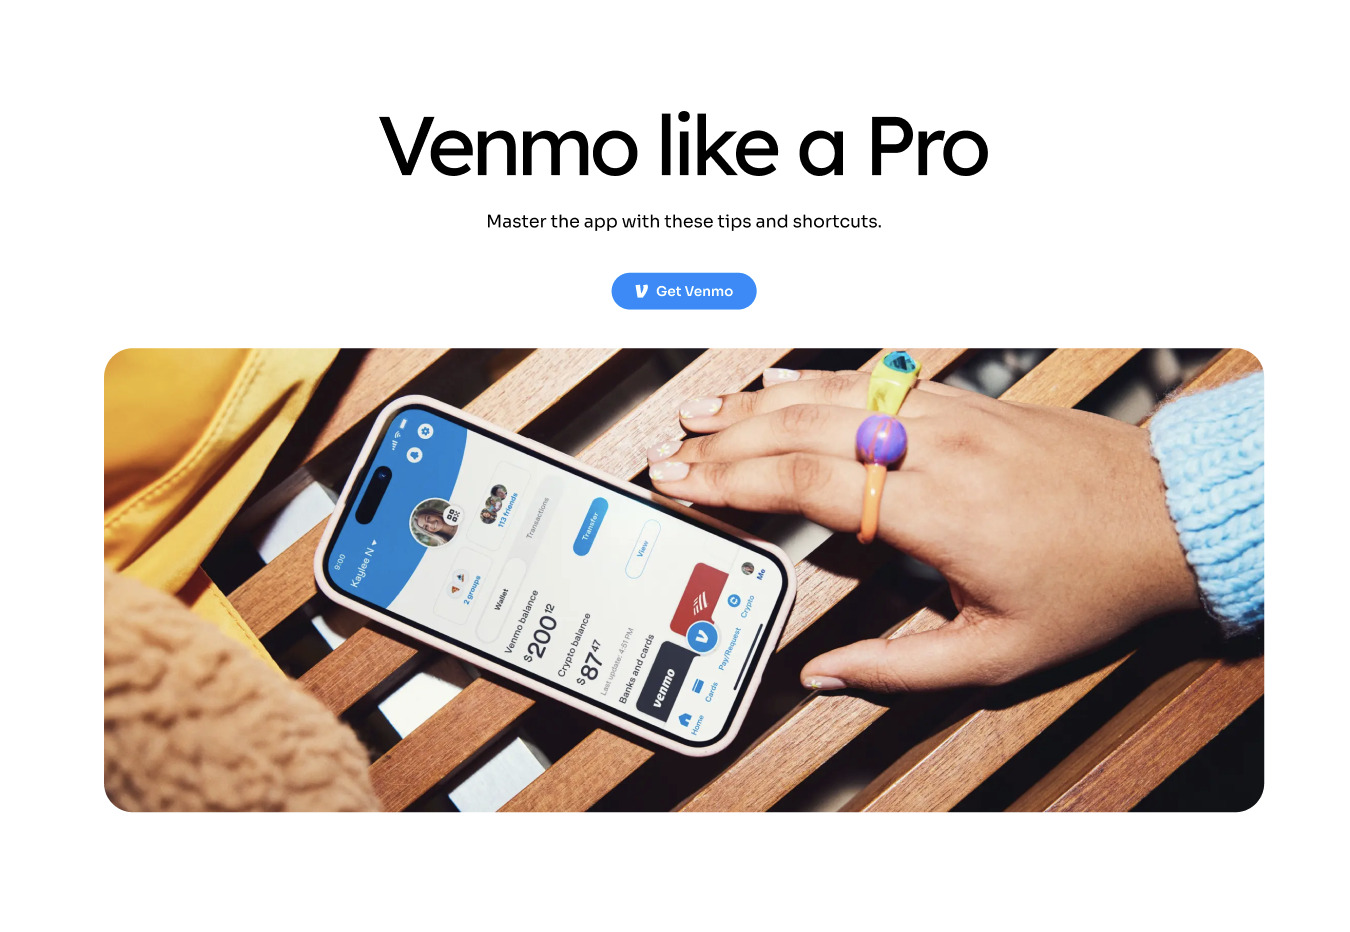 Venmo like a Pro
Master the app with these tips and shortcuts.
Get Venmo
9:00
Kaylee N
2 groups
113 friends
Wallet
Transactions
Venmo balance
$200 12
Transfer
Crypto balance
$87 47
Last update: 4:51 PM
View
Banks and cards
venmo
Home
Cards
Pay/Request
Crypto
Me